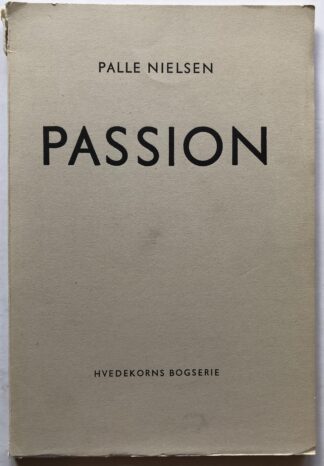 PALLE NIELSEN
PASSION
HVEDEKORNS BOGSERIE